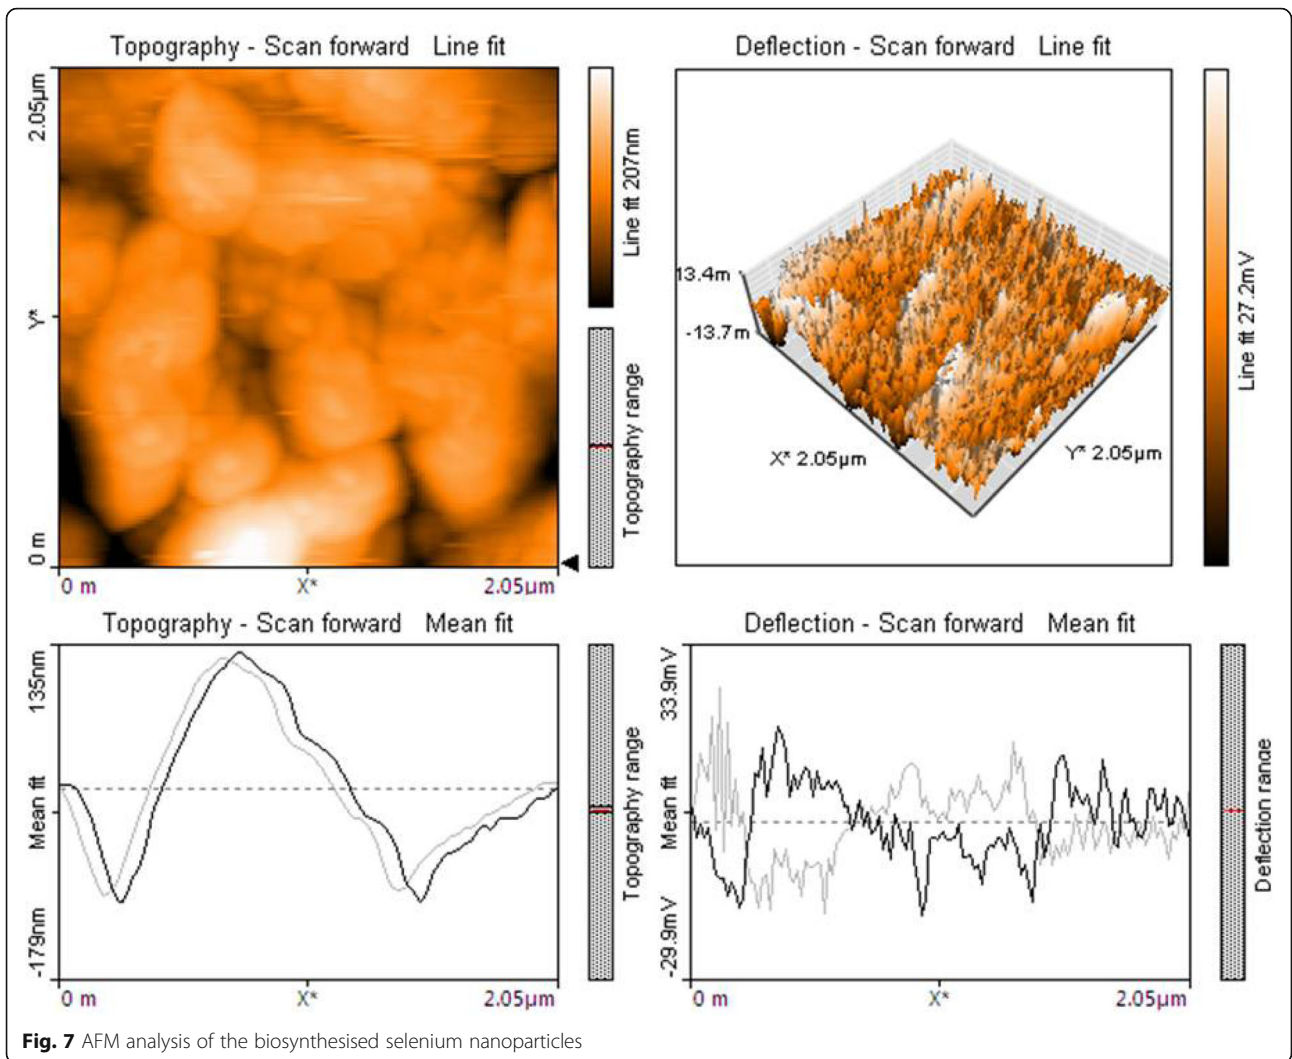 Topography - Scan forward Line fit
2.05µm
Y*
0 m
0 m
X*
2.05µm
Line fit 207nm
Topography range
Deflection - Scan forward Line fit
13.4m
-13.7m
X* 2.05µm
Y* 2.05µm
Line fit 27.2mV
Topography - Scan forward Mean fit
135nm
Mean fit
-179nm
0 m
X*
2.05µm
Topography range
Deflection - Scan forward Mean fit
33.9mV
Mean fit
-29.9mV
0 m
X*
2.05µm
Deflection range
Fig. 7 AFM analysis of the biosynthesised selenium nanoparticles